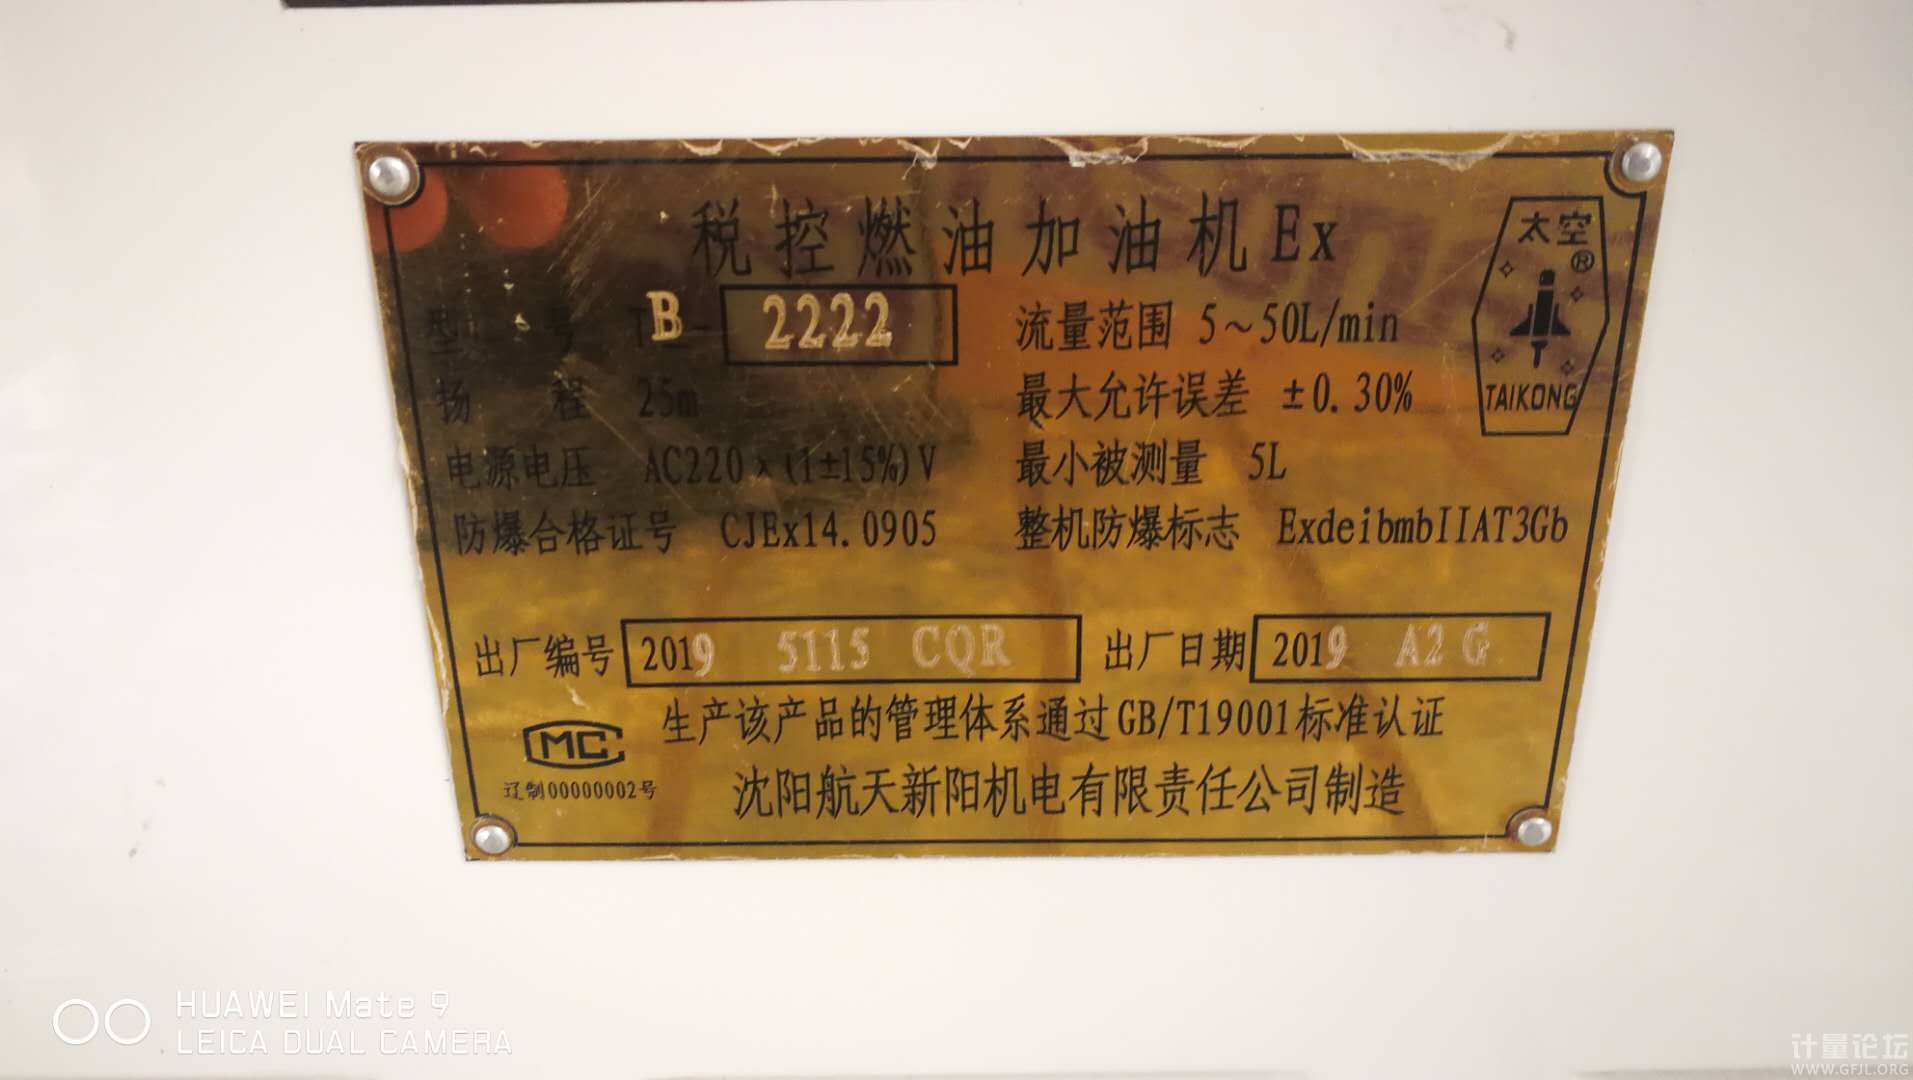 税控燃油加油机Ex
太空®
型号 T B- 2222 流量范围 5～50L/min
扬程 25m 最大允许误差 ±0.30%
TAIKONG
电源电压 AC220×(1±15%)V 最小被测量 5L
防爆合格证号 CJEx14.0905 整机防爆标志 ExdeibmbIIAT3Gb
出厂编号 2019 5115 CQR 出厂日期 2019 A2 G
生产该产品的管理体系通过GB/T19001标准认证
MC
辽制00000002号
沈阳航天新阳机电有限责任公司制造
HUAWEI Mate 9
LEICA DUAL CAMERA
计量论坛
WWW.GFJL.ORG